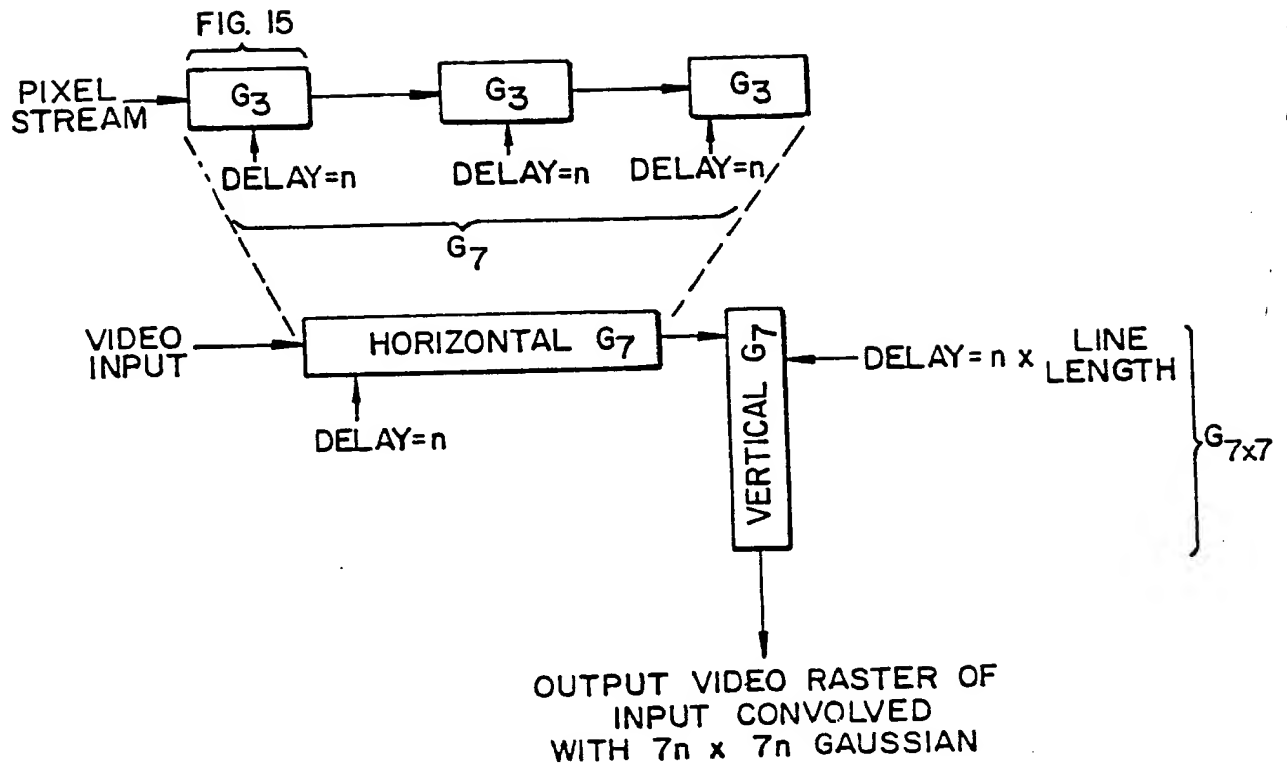 FIG. 15
PIXEL
STREAM
G3
G3
G3
DELAY=n
DELAY=n
DELAY=n
G7
VIDEO
INPUT
HORIZONTAL G7
VERTICAL G7
DELAY=n x LINE
LENGTH
DELAY=n
G7x7
OUTPUT VIDEO RASTER OF
INPUT CONVOLVED
WITH 7n x 7n GAUSSIAN